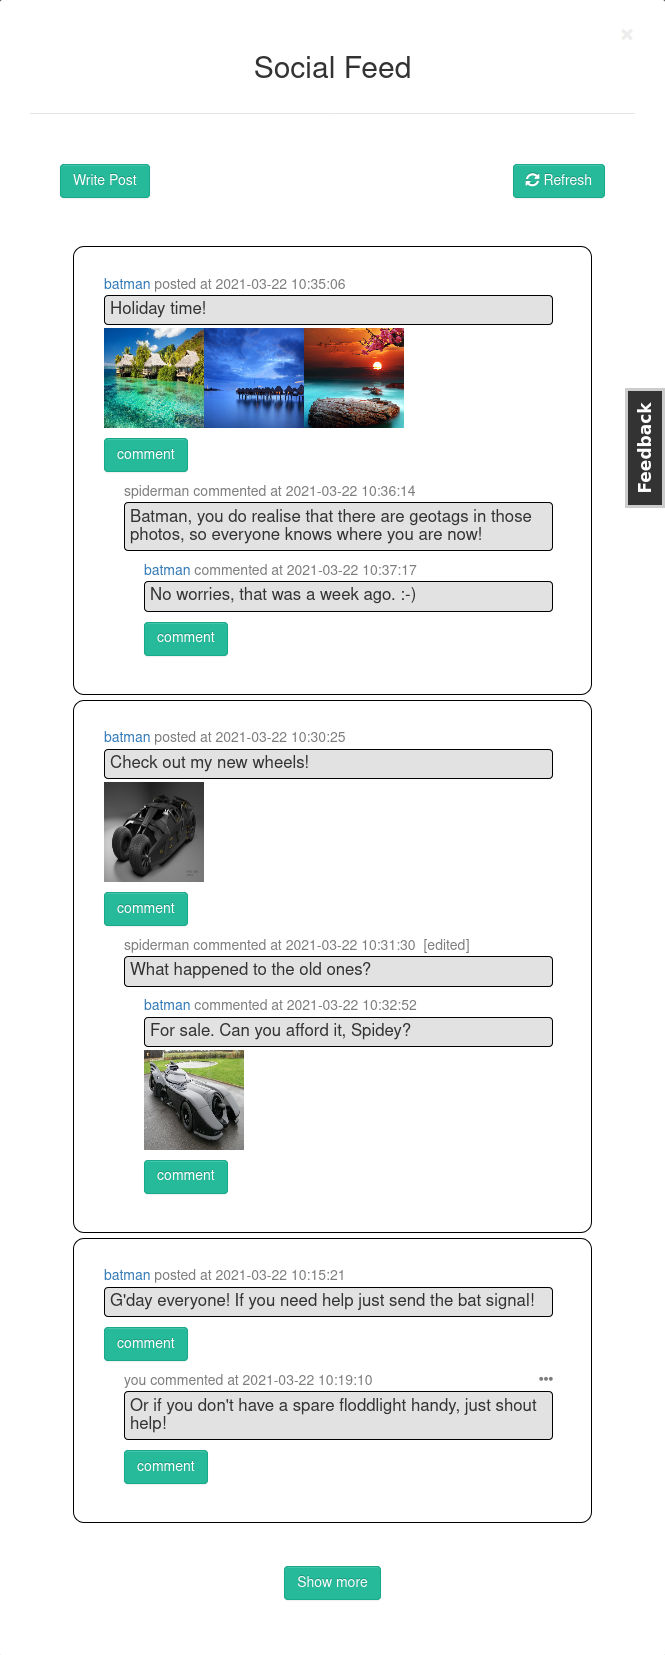 ×
Social Feed
Write Post
Refresh
batman posted at 2021-03-22 10:35:06
Holiday time!
comment
spiderman commented at 2021-03-22 10:36:14
Batman, you do realise that there are geotags in those
photos, so everyone knows where you are now!
batman commented at 2021-03-22 10:37:17
No worries, that was a week ago. :-)
comment
Feedback
batman posted at 2021-03-22 10:30:25
Check out my new wheels!
comment
spiderman commented at 2021-03-22 10:31:30 [edited]
What happened to the old ones?
batman commented at 2021-03-22 10:32:52
For sale. Can you afford it, Spidey?
comment
batman posted at 2021-03-22 10:15:21
G'day everyone! If you need help just send the bat signal!
comment
you commented at 2021-03-22 10:19:10
Or if you don't have a spare floddlight handy, just shout
help!
comment
Show more